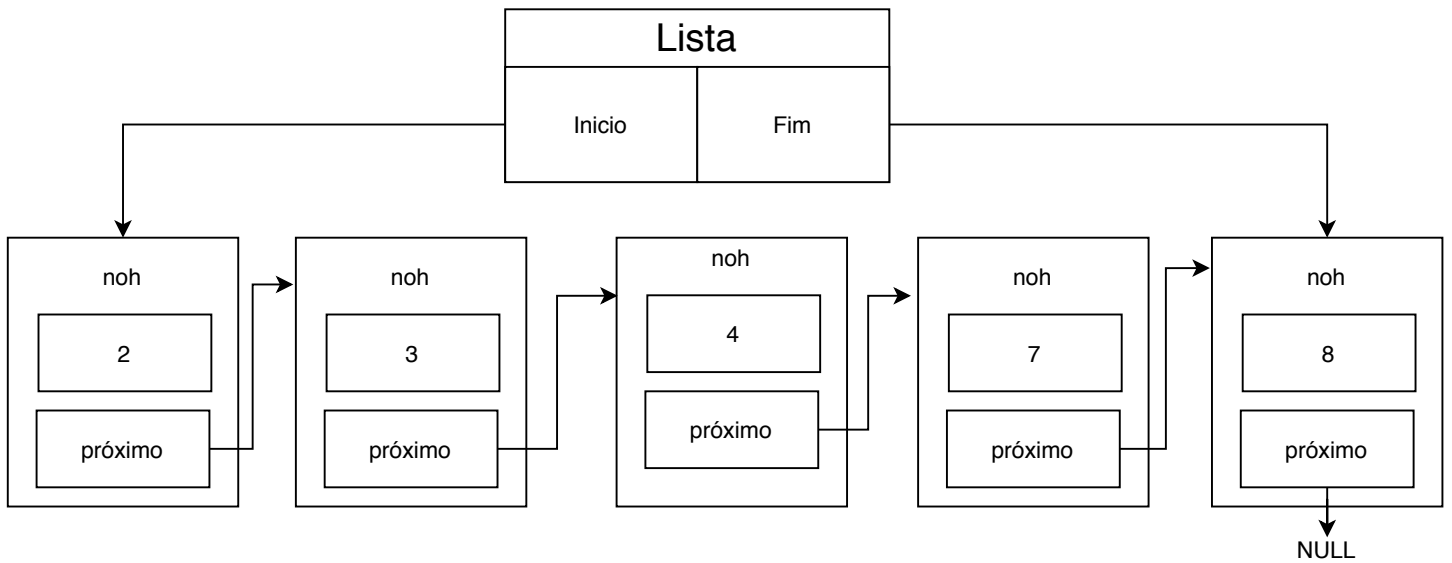 Lista
Inicio
Fim
noh
2
próximo
noh
3
próximo
noh
4
próximo
noh
7
próximo
noh
8
próximo
NULL